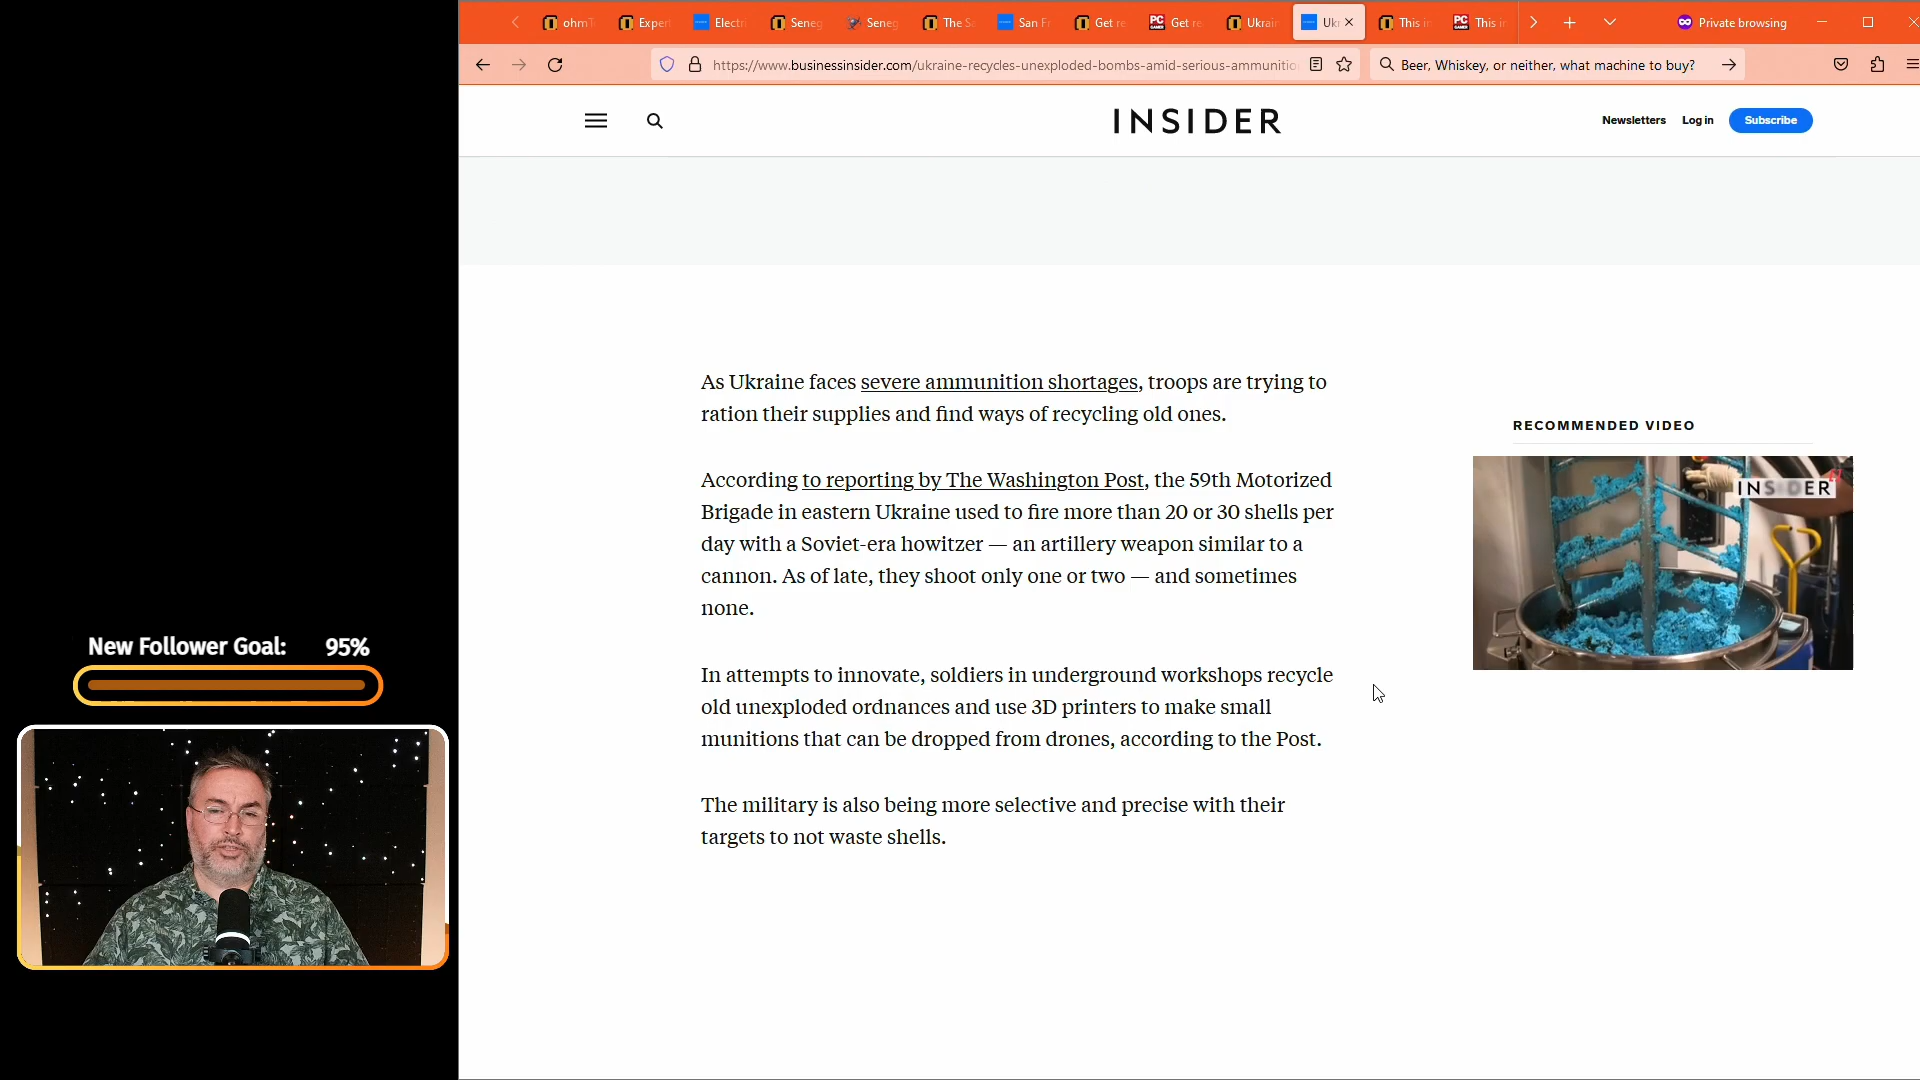 ohm
Exper
Electr
Seneg
Seneg
The S
San Fr
Get re
PC GAMER
Get re
Ukrain
Uk
This i
PC GAMER
This i
Private browsing
https://www.businessinsider.com/ukraine-recycles-unexploded-bombs-amid-serious-ammunitio
Beer, Whiskey, or neither, what machine to buy?
INSIDER
Newsletters
Log in
Subscribe
As Ukraine faces severe ammunition shortages, troops are trying to
ration their supplies and find ways of recycling old ones.
According to reporting by The Washington Post, the 59th Motorized
Brigade in eastern Ukraine used to fire more than 20 or 30 shells per
day with a Soviet-era howitzer — an artillery weapon similar to a
cannon. As of late, they shoot only one or two — and sometimes
none.
In attempts to innovate, soldiers in underground workshops recycle
old unexploded ordnances and use 3D printers to make small
munitions that can be dropped from drones, according to the Post.
The military is also being more selective and precise with their
targets to not waste shells.
RECOMMENDED VIDEO
INSIDER
New Follower Goal: 95%